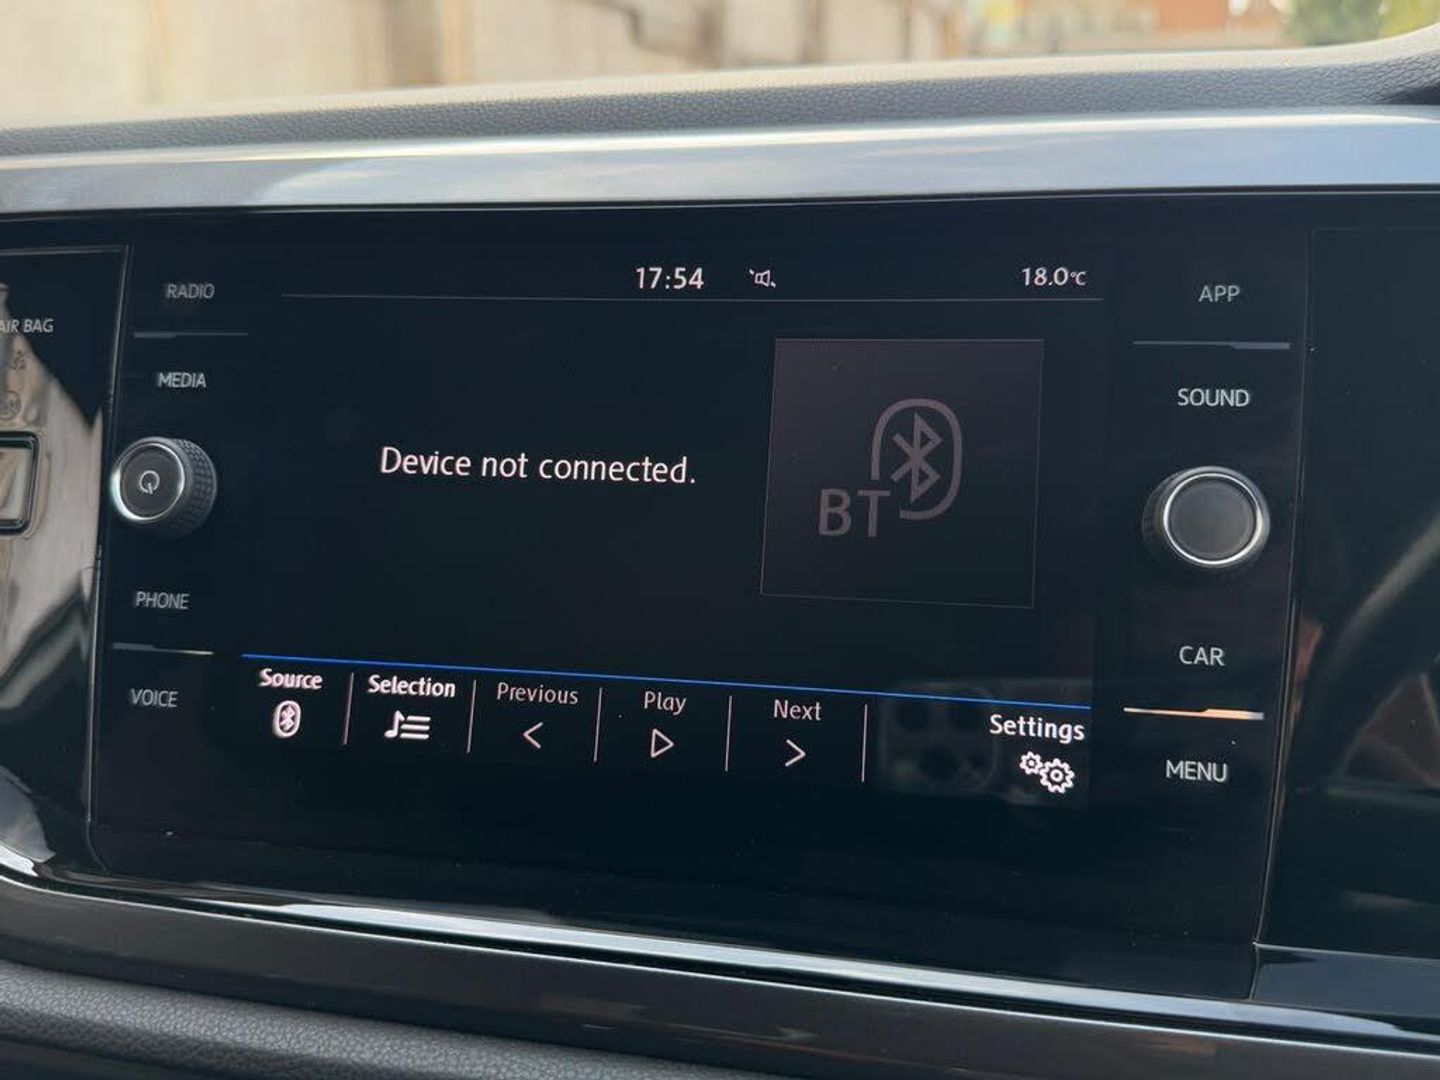 17:54
18.0°C
RADIO
AIR BAG
MEDIA
PHONE
VOICE
APP
SOUND
CAR
MENU
Device not connected.
BT
Source
Selection
Previous
Play
Next
Settings